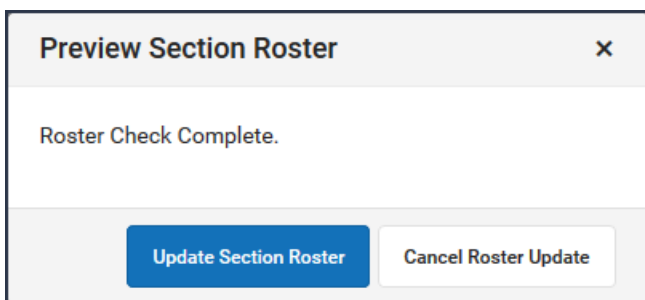 Preview Section Roster ×
Roster Check Complete.
Update Section Roster Cancel Roster Update